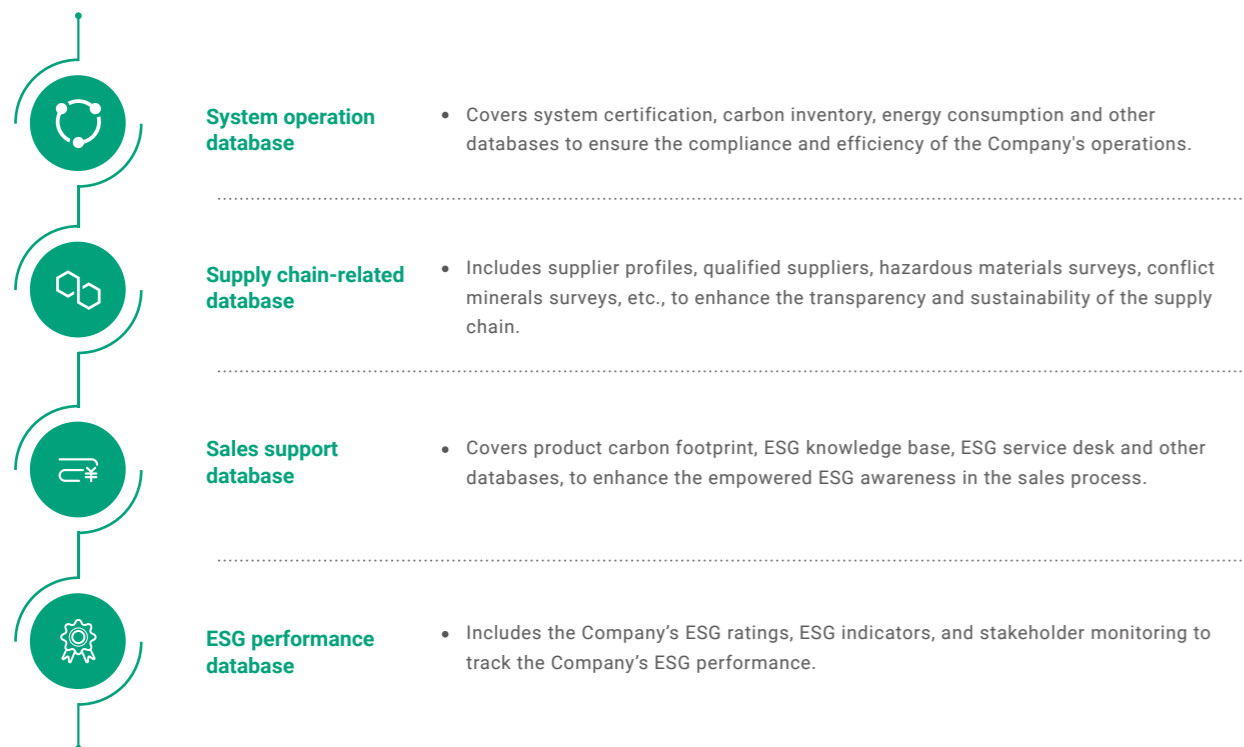 System operation
database
• Covers system certification, carbon inventory, energy consumption and other
databases to ensure the compliance and efficiency of the Company's operations.
Supply chain-related
database
• Includes supplier profiles, qualified suppliers, hazardous materials surveys, conflict
minerals surveys, etc., to enhance the transparency and sustainability of the supply
chain.
¥
Sales support
database
• Covers product carbon footprint, ESG knowledge base, ESG service desk and other
databases, to enhance the empowered ESG awareness in the sales process.
ESG performance
database
• Includes the Company’s ESG ratings, ESG indicators, and stakeholder monitoring to
track the Company’s ESG performance.